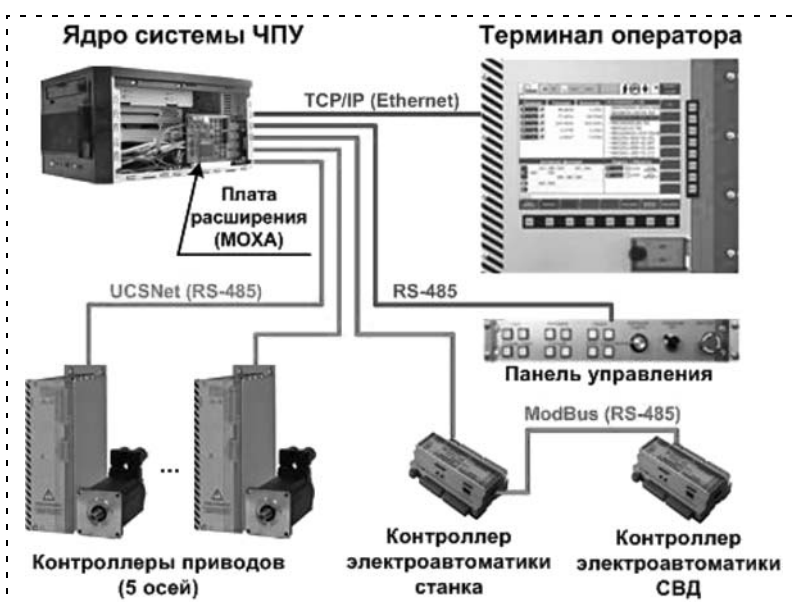 Ядро системы ЧПУ
Терминал оператора
TCP/IP (Ethernet)
Плата
расширения
(MOXA)
UCSNet (RS-485)
RS-485
Панель управления
ModBus (RS-485)
...
Контроллеры приводов
(5 осей)
Контроллер
электроавтоматики
станка
Контроллер
электроавтоматики
СВД